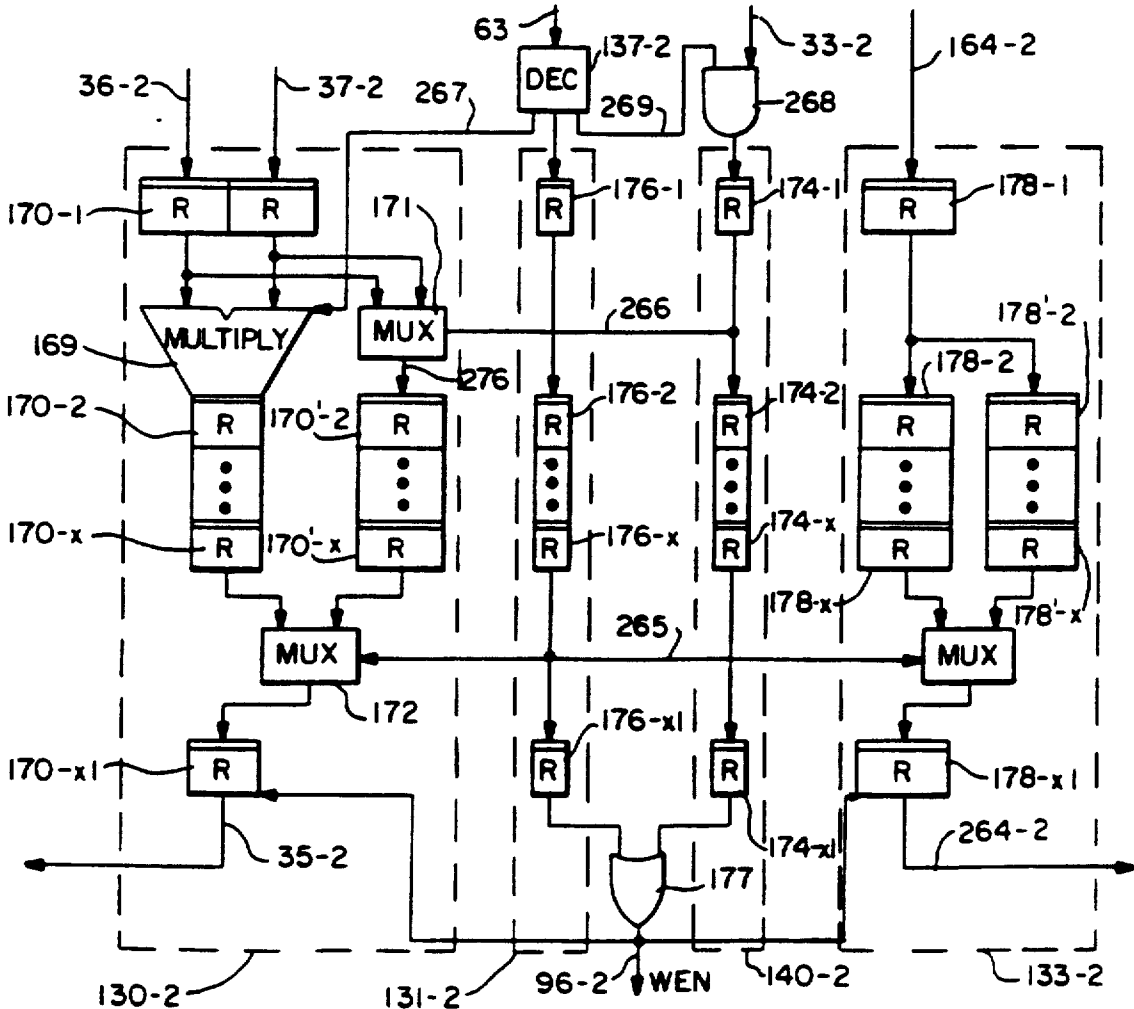 63
33-2
164-2
137-2
DEC
36-2
37-2
267
269
268
170-1
R
R
171
176-1
R
174-1
R
178-1
R
MULTIPLY
MUX
266
169
276
178'-2
178-2
170-2
R
170'-2
R
176-2
R
174-2
R
R
R
170-x
R
170'-x
R
176-x
R
174-x
R
R
R
178-x
178'-x
265
MUX
MUX
172
176-x1
170-x1
R
R
R
R
178-x1
35-2
174-x1
264-2
177
130-2
131-2
96-2
WEN
140-2
133-2